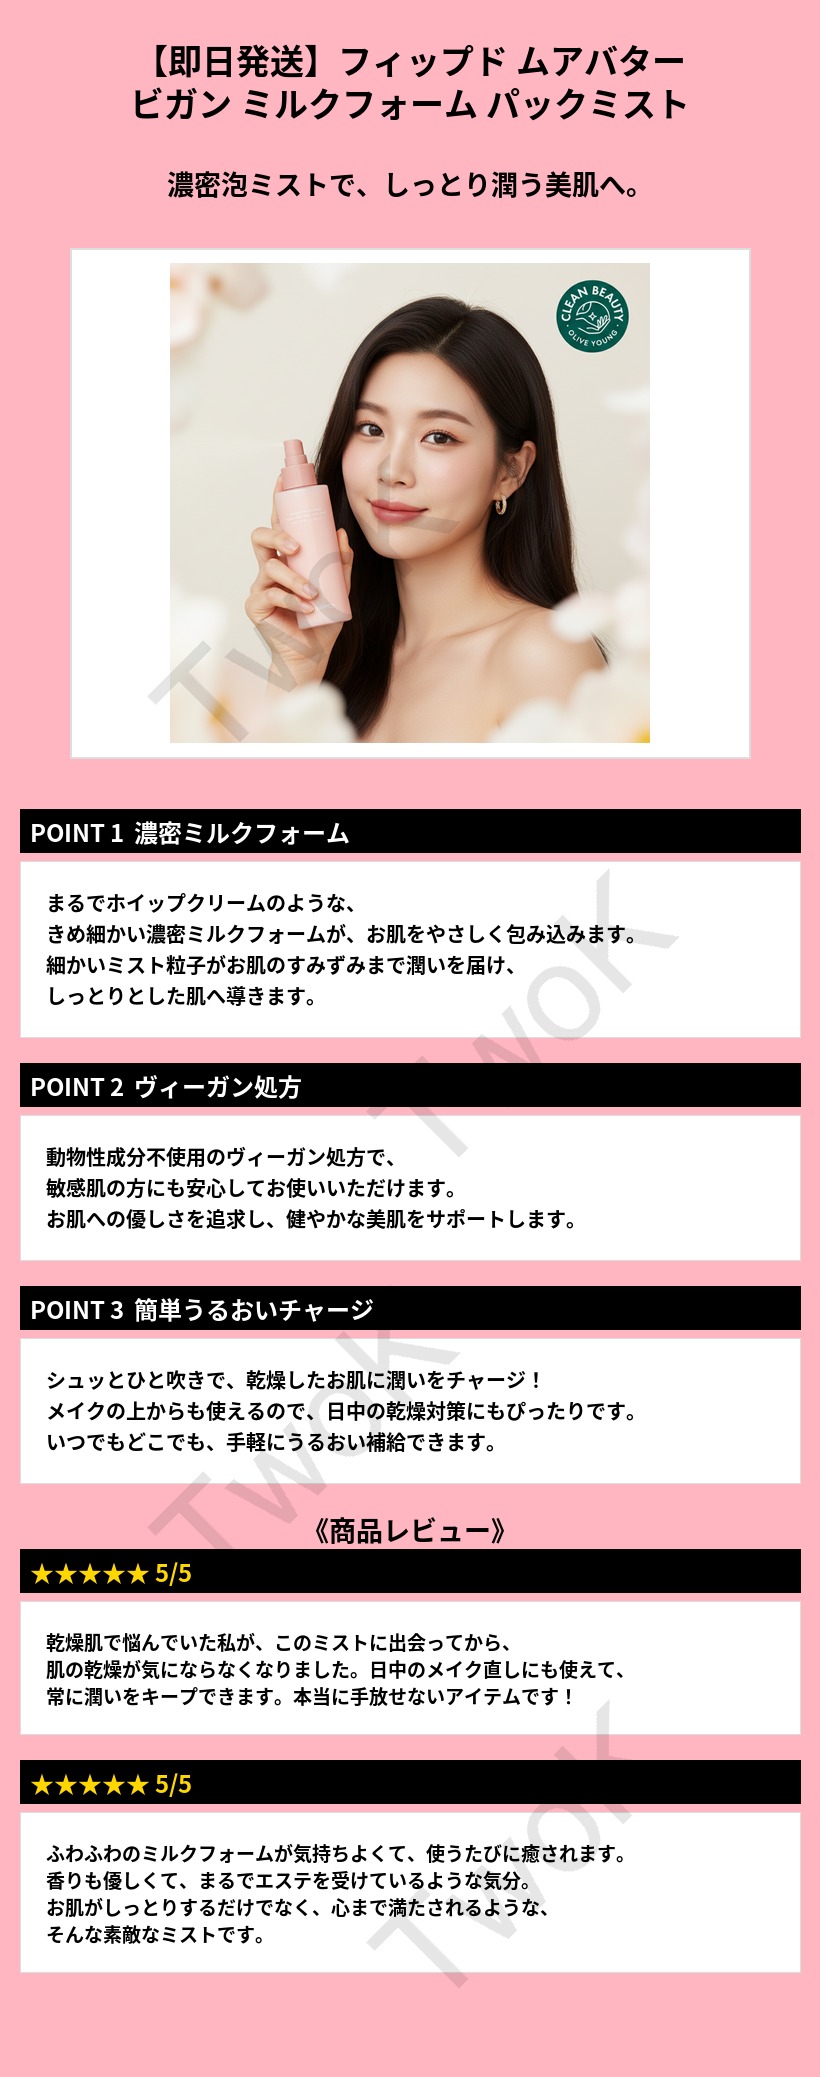 【即日発送】フィップド ムアバター
ビガン ミルクフォーム パックミスト
濃密泡ミストで、しっとり潤う美肌へ。
CLEAN BEAUTY
OLIVE YOUNG
TwoK
POINT 1 濃密ミルクフォーム
まるでホイップクリームのような、
きめ細かい濃密ミルクフォームが、お肌をやさしく包み込みます。
細かいミスト粒子がお肌のすみずみまで潤いを届け、
しっとりとした肌へ導きます。
TwoK
POINT 2 ヴィーガン処方
動物性成分不使用のヴィーガン処方で、
敏感肌の方にも安心してお使いいただけます。
お肌への優しさを追求し、健やかな美肌をサポートします。
POINT 3 簡単うるおいチャージ
シュッとひと吹きで、乾燥したお肌に潤いをチャージ！
メイクの上からも使えるので、日中の乾燥対策にもぴったりです。
いつでもどこでも、手軽にうるおい補給できます。
TwoK
《商品レビュー》
★★★★★ 5/5
乾燥肌で悩んでいた私が、このミストに出会ってから、
肌の乾燥が気にならなくなりました。日中のメイク直しにも使えて、
常に潤いをキープできます。本当に手放せないアイテムです！
★★★★★ 5/5
ふわふわのミルクフォームが気持ちよくて、使うたびに癒されます。
香りも優しくて、まるでエステを受けているような気分。
お肌がしっとりするだけでなく、心まで満たされるような、
そんな素敵なミストです。
TwoK